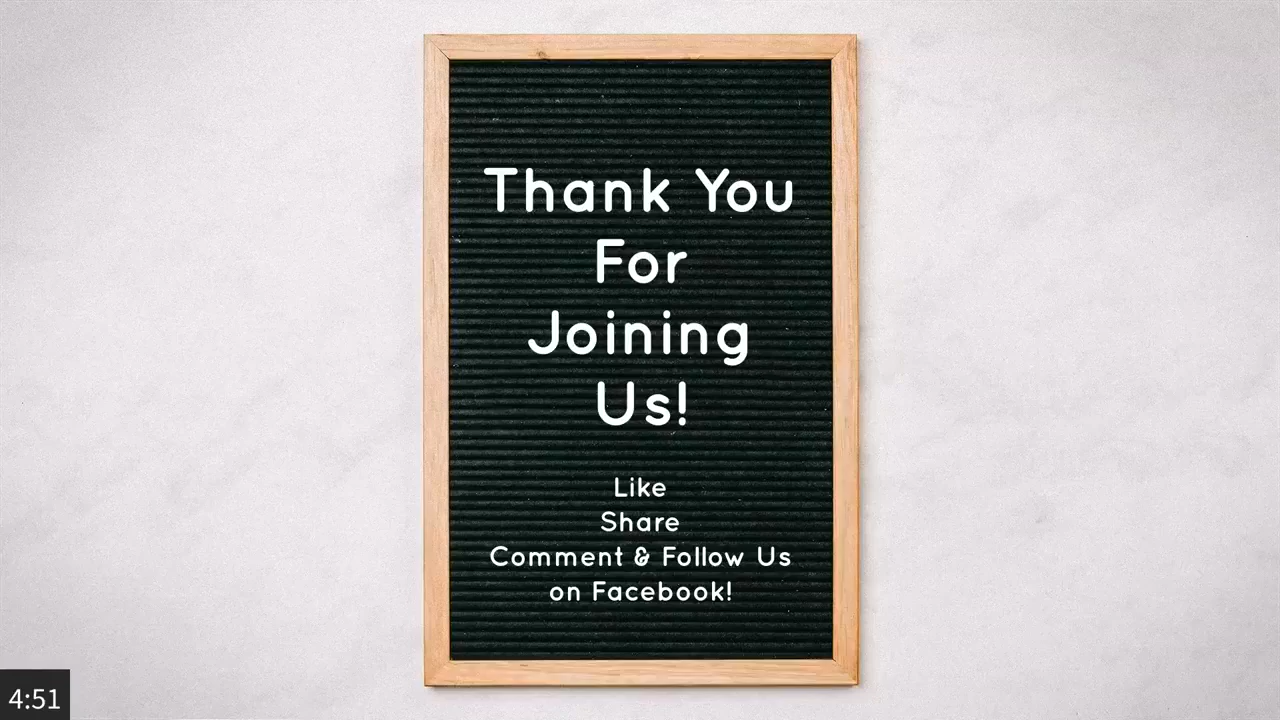 Thank You
For
Joining
Us!
Like
Share
Comment & Follow Us
on Facebook!
4:51